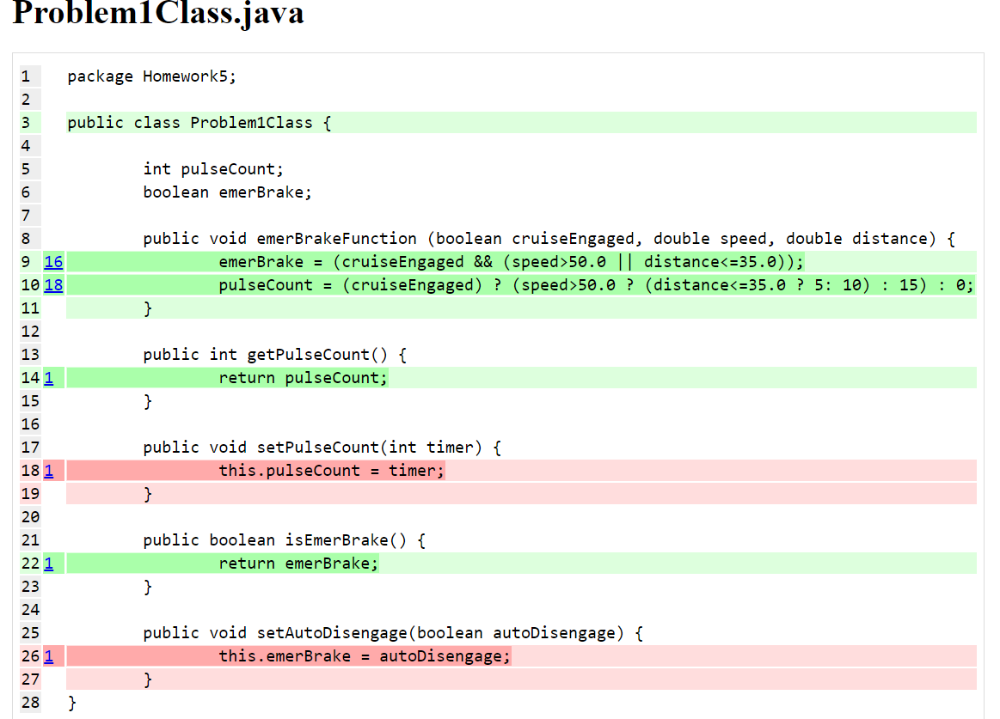 Problem1Class.java
1 package Homework5;
2
3 public class Problem1Class {
4
5 int pulseCount;
6 boolean emerBrake;
7
8 public void emerBrakeFunction (boolean cruiseEngaged, double speed, double distance) {
9 16 emerBrake = (cruiseEngaged && (speed>50.0 || distance<=35.0));
10 18 pulseCount = (cruiseEngaged) ? (speed>50.0 ? (distance<=35.0 ? 5: 10) : 15) : 0;
11 }
12
13 public int getPulseCount() {
14 1 return pulseCount;
15 }
16
17 public void setPulseCount(int timer) {
18 1 this.pulseCount = timer;
19 }
20
21 public boolean isEmerBrake() {
22 1 return emerBrake;
23 }
24
25 public void setAutoDisengage(boolean autoDisengage) {
26 1 this.emerBrake = autoDisengage;
27 }
28 }